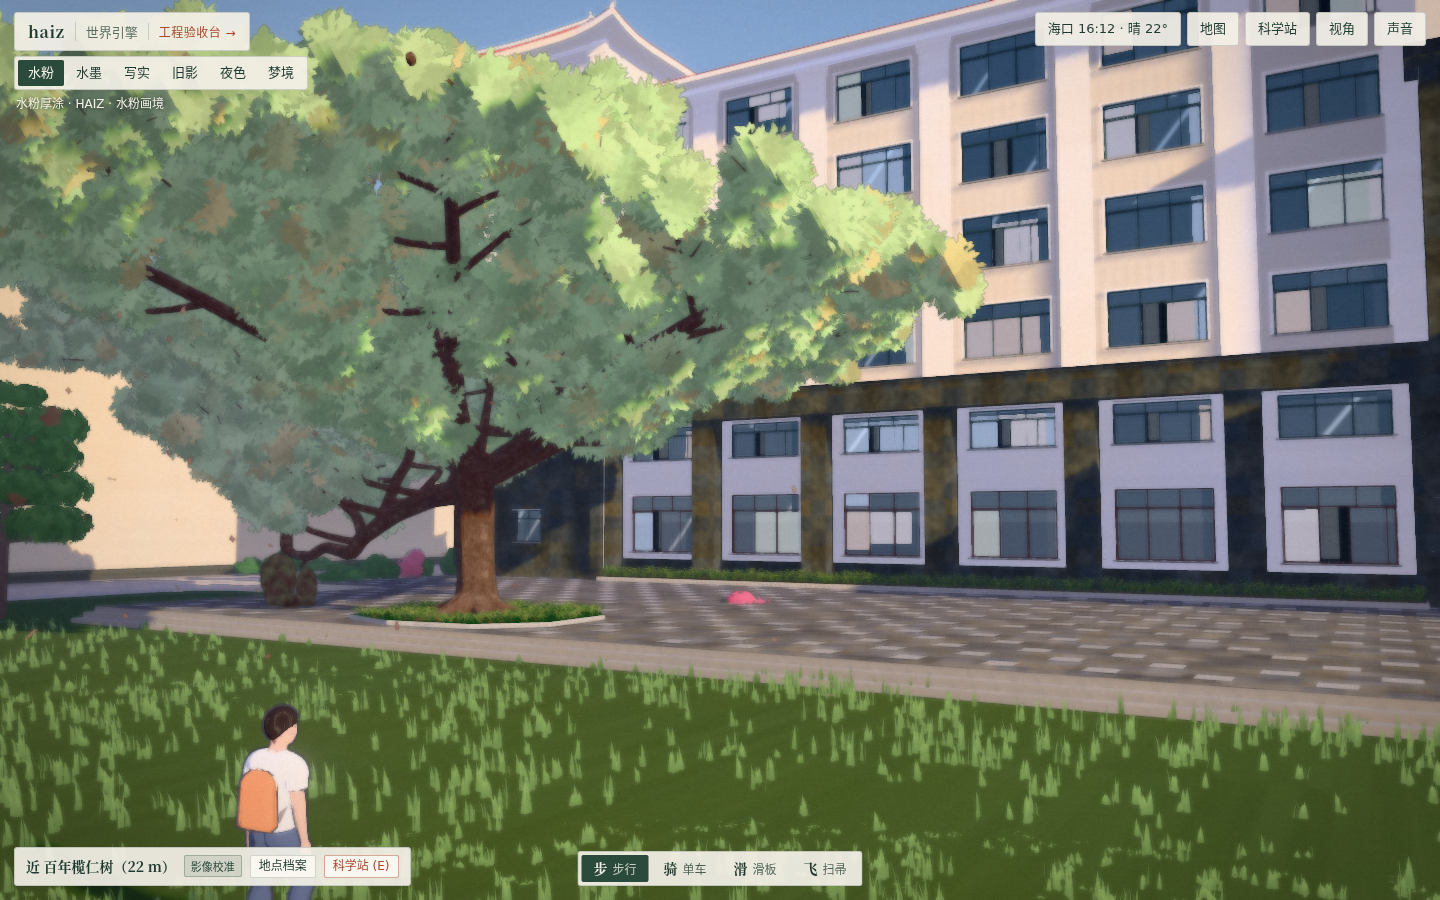 haiz 世界引擎 工程验收台 →
海口 16:12 · 晴 22° 地图 科学站 视角 声音
水粉 水墨 写实 旧影 夜色 梦境
水粉厚涂 · HAIZ · 水粉画境
近 百年榄仁树（22 m） 影像校准 地点档案 科学站 (E)
步 步行 骑 单车 滑 滑板 飞 扫帚